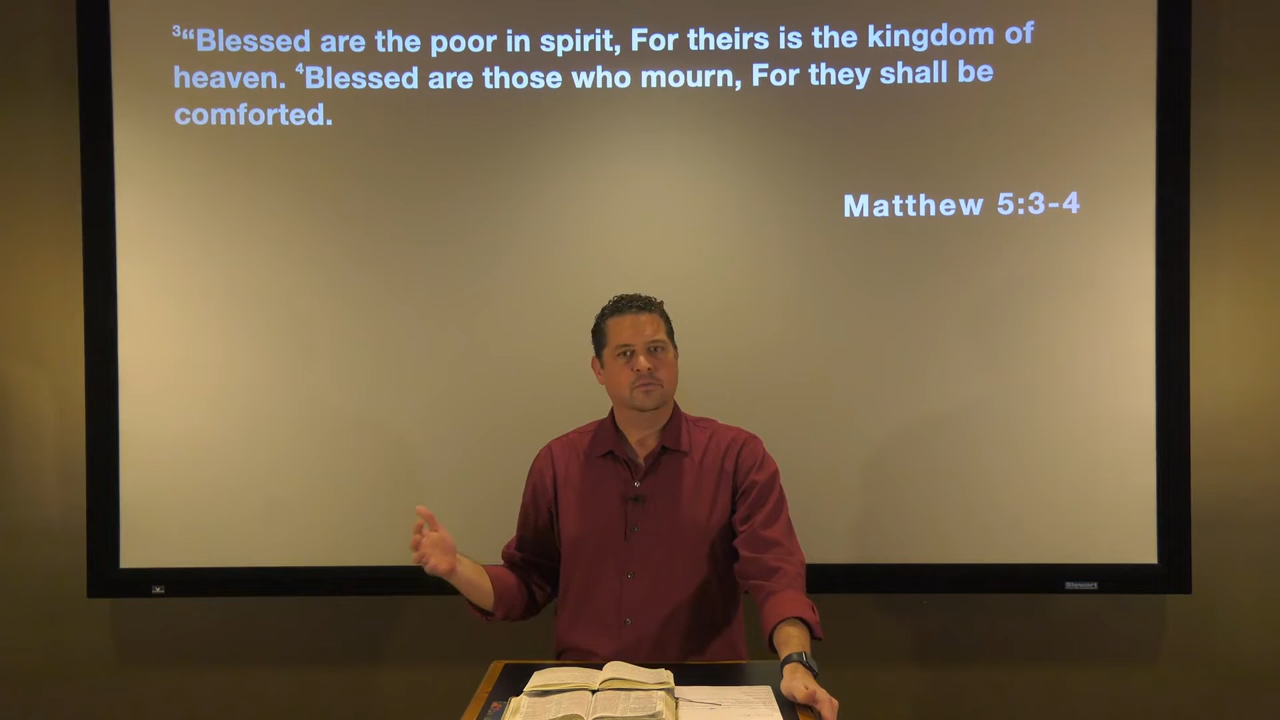 ³“Blessed are the poor in spirit, For theirs is the kingdom of
heaven. ⁴Blessed are those who mourn, For they shall be
comforted.
Matthew 5:3-4
Stewart